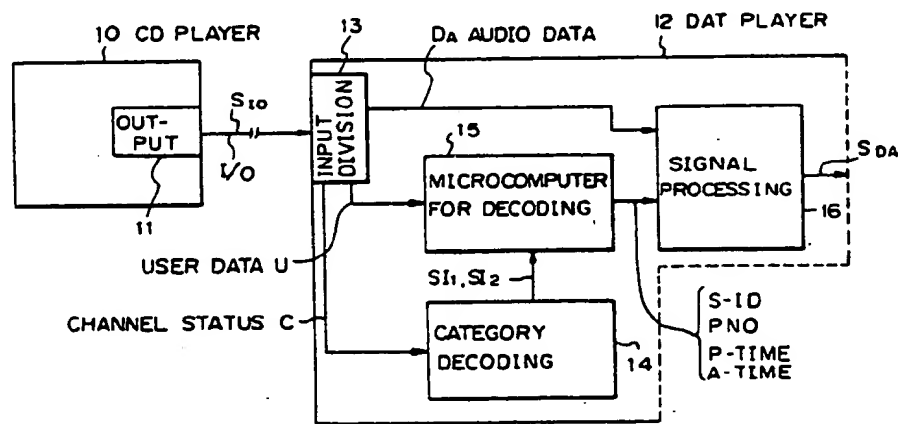 10 CD PLAYER
13
DA AUDIO DATA
12 DAT PLAYER
OUT-
PUT
SIO
I/O
11
INPUT
DIVISION
15
MICROCOMPUTER
FOR DECODING
SIGNAL
PROCESSING
16
SDA
USER DATA U
SI1, SI2
CHANNEL STATUS C
CATEGORY
DECODING
14
S-ID
PNO
P-TIME
A-TIME